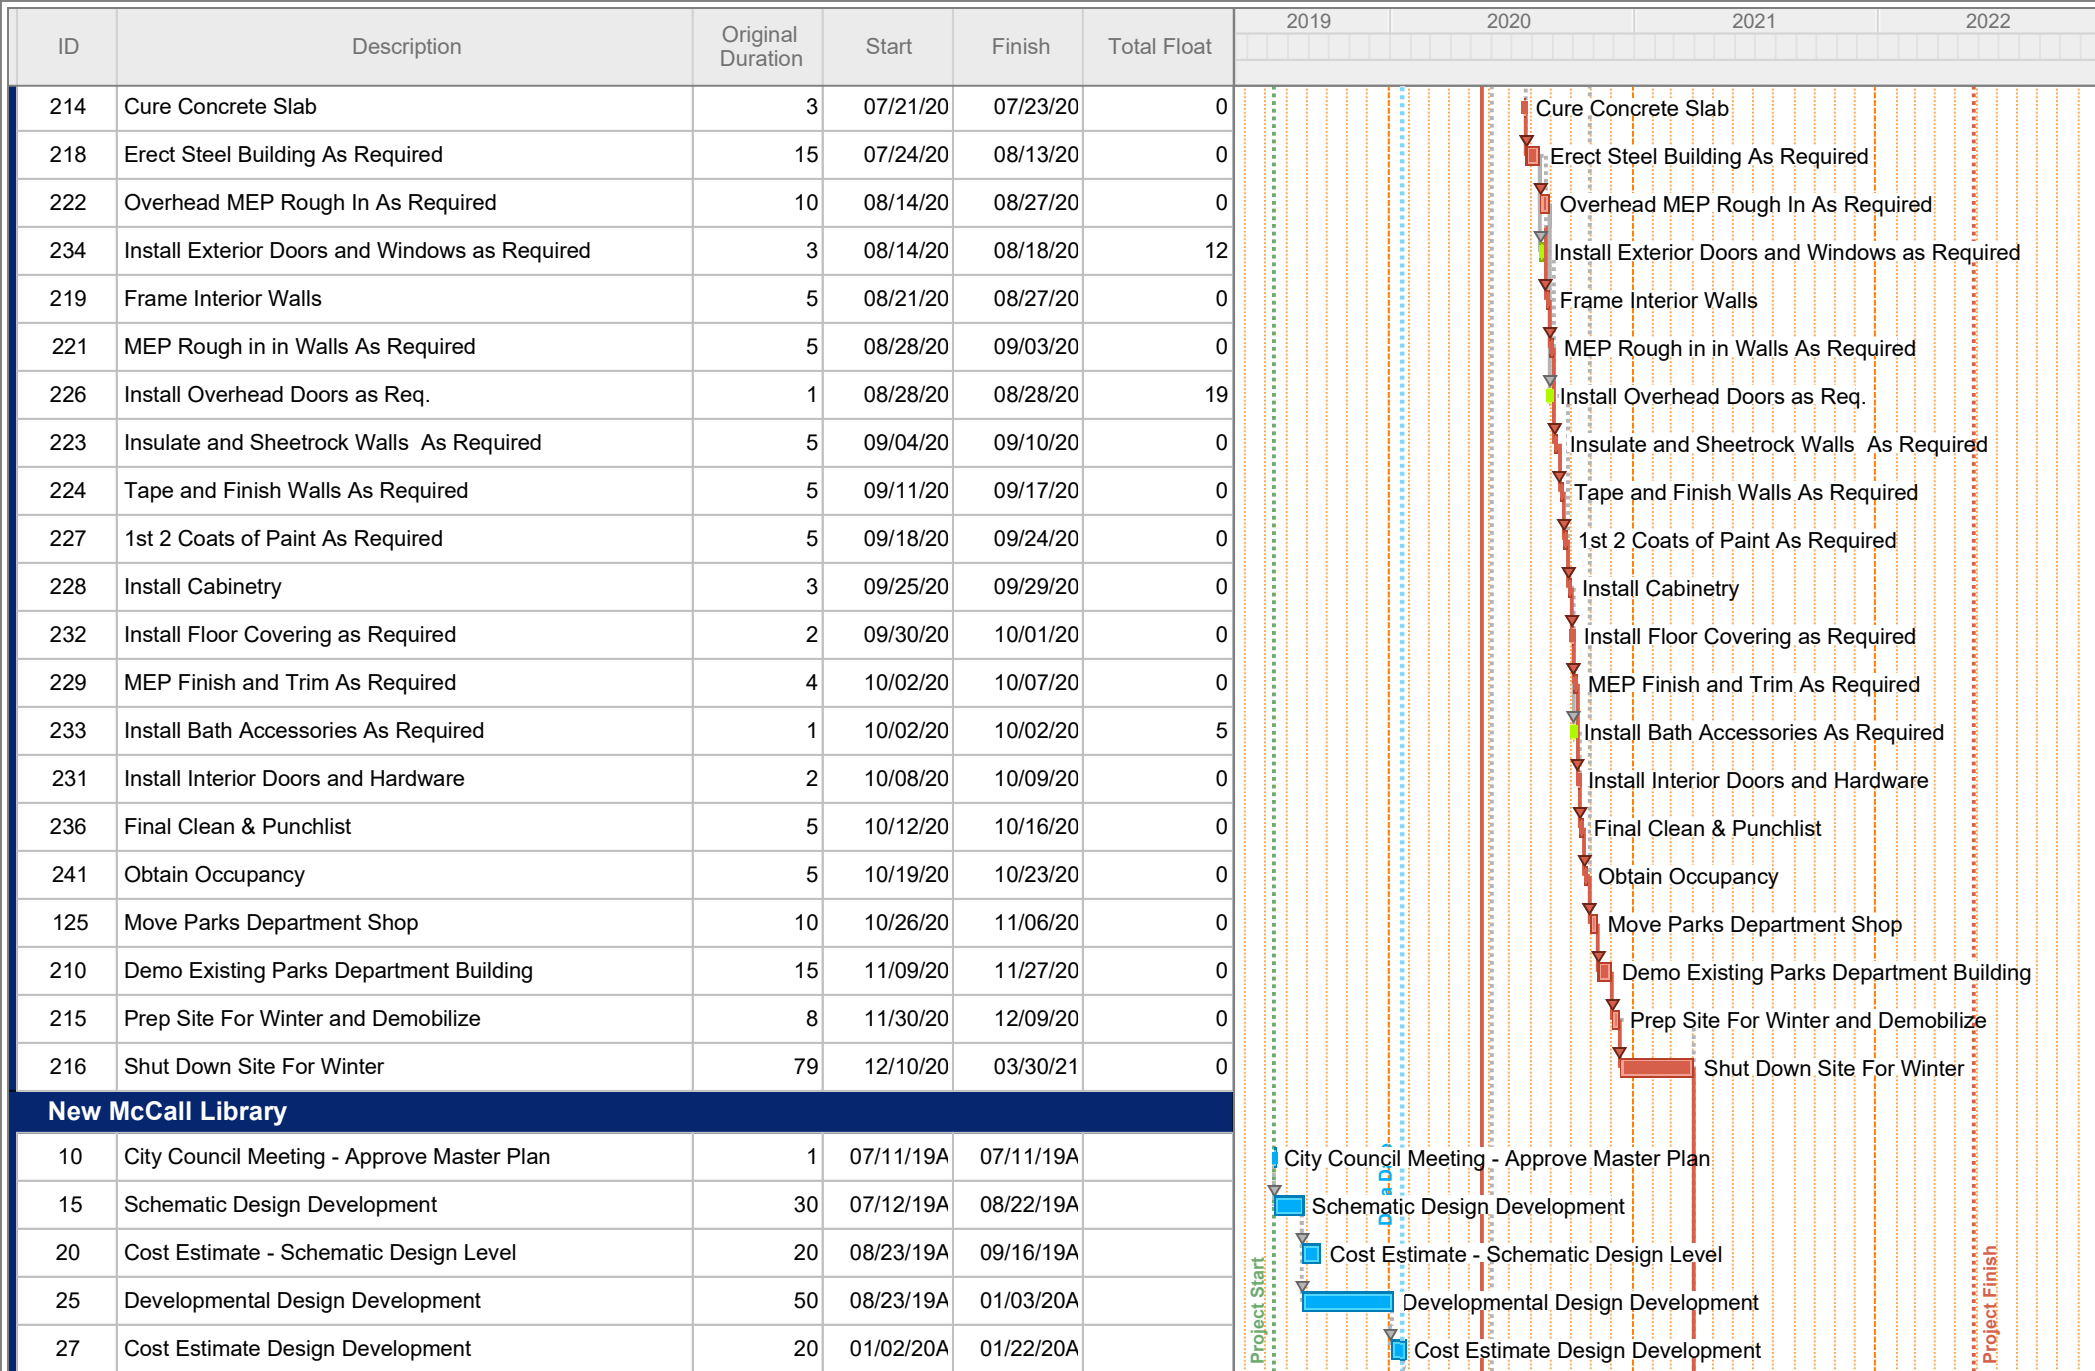 ID Description Original Duration Start Finish Total Float 2019 2020 2021 2022
214 Cure Concrete Slab 3 07/21/20 07/23/20 0 Cure Concrete Slab
218 Erect Steel Building As Required 15 07/24/20 08/13/20 0 Erect Steel Building As Required
222 Overhead MEP Rough In As Required 10 08/14/20 08/27/20 0 Overhead MEP Rough In As Required
234 Install Exterior Doors and Windows as Required 3 08/14/20 08/18/20 12 Install Exterior Doors and Windows as Required
219 Frame Interior Walls 5 08/21/20 08/27/20 0 Frame Interior Walls
221 MEP Rough in in Walls As Required 5 08/28/20 09/03/20 0 MEP Rough in in Walls As Required
226 Install Overhead Doors as Req. 1 08/28/20 08/28/20 19 Install Overhead Doors as Req.
223 Insulate and Sheetrock Walls  As Required 5 09/04/20 09/10/20 0 Insulate and Sheetrock Walls  As Required
224 Tape and Finish Walls As Required 5 09/11/20 09/17/20 0 Tape and Finish Walls As Required
227 1st 2 Coats of Paint As Required 5 09/18/20 09/24/20 0 1st 2 Coats of Paint As Required
228 Install Cabinetry 3 09/25/20 09/29/20 0 Install Cabinetry
232 Install Floor Covering as Required 2 09/30/20 10/01/20 0 Install Floor Covering as Required
229 MEP Finish and Trim As Required 4 10/02/20 10/07/20 0 MEP Finish and Trim As Required
233 Install Bath Accessories As Required 1 10/02/20 10/02/20 5 Install Bath Accessories As Required
231 Install Interior Doors and Hardware 2 10/08/20 10/09/20 0 Install Interior Doors and Hardware
236 Final Clean & Punchlist 5 10/12/20 10/16/20 0 Final Clean & Punchlist
241 Obtain Occupancy 5 10/19/20 10/23/20 0 Obtain Occupancy
125 Move Parks Department Shop 10 10/26/20 11/06/20 0 Move Parks Department Shop
210 Demo Existing Parks Department Building 15 11/09/20 11/27/20 0 Demo Existing Parks Department Building
215 Prep Site For Winter and Demobilize 8 11/30/20 12/09/20 0 Prep Site For Winter and Demobilize
216 Shut Down Site For Winter 79 12/10/20 03/30/21 0 Shut Down Site For Winter
New McCall Library
10 City Council Meeting - Approve Master Plan 1 07/11/19A 07/11/19A City Council Meeting - Approve Master Plan
15 Schematic Design Development 30 07/12/19A 08/22/19A Schematic Design Development
20 Cost Estimate - Schematic Design Level 20 08/23/19A 09/16/19A Cost Estimate - Schematic Design Level
25 Developmental Design Development 50 08/23/19A 01/03/20A Developmental Design Development
27 Cost Estimate Design Development 20 01/02/20A 01/22/20A Cost Estimate Design Development
Project Start
Project Finish